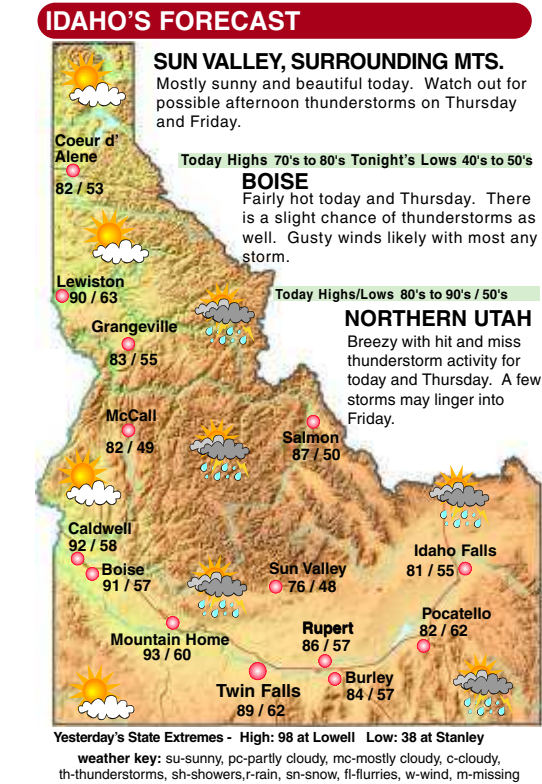 IDAHO'S FORECAST
SUN VALLEY, SURROUNDING MTS.
Mostly sunny and beautiful today. Watch out for
possible afternoon thunderstorms on Thursday
and Friday.
Coeur d'
Alene
82 / 53
Today Highs 70's to 80's Tonight's Lows 40's to 50's
BOISE
Fairly hot today and Thursday. There
is a slight chance of thunderstorms as
well. Gusty winds likely with most any
storm.
Lewiston
90 / 63
Today Highs/Lows 80's to 90's / 50's
Grangeville
83 / 55
NORTHERN UTAH
Breezy with hit and miss
thunderstorm activity for
today and Thursday. A few
storms may linger into
Friday.
McCall
82 / 49
Salmon
87 / 50
Caldwell
92 / 58
Boise
91 / 57
Sun Valley
76 / 48
Idaho Falls
81 / 55
Mountain Home
93 / 60
Rupert
86 / 57
Pocatello
82 / 62
Twin Falls
89 / 62
Burley
84 / 57
Yesterday's State Extremes - High: 98 at Lowell Low: 38 at Stanley
weather key: su-sunny, pc-partly cloudy, mc-mostly cloudy, c-cloudy,
th-thunderstorms, sh-showers,r-rain, sn-snow, fl-flurries, w-wind, m-missing